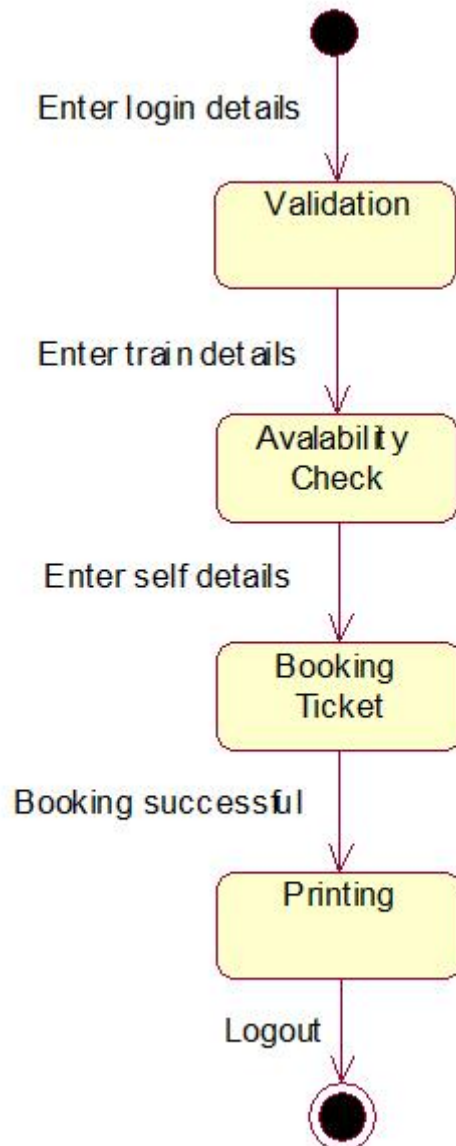 Enter login details
Validation
Enter train details
Avalability
Check
Enter self details
Booking
Ticket
Booking successful
Printing
Logout